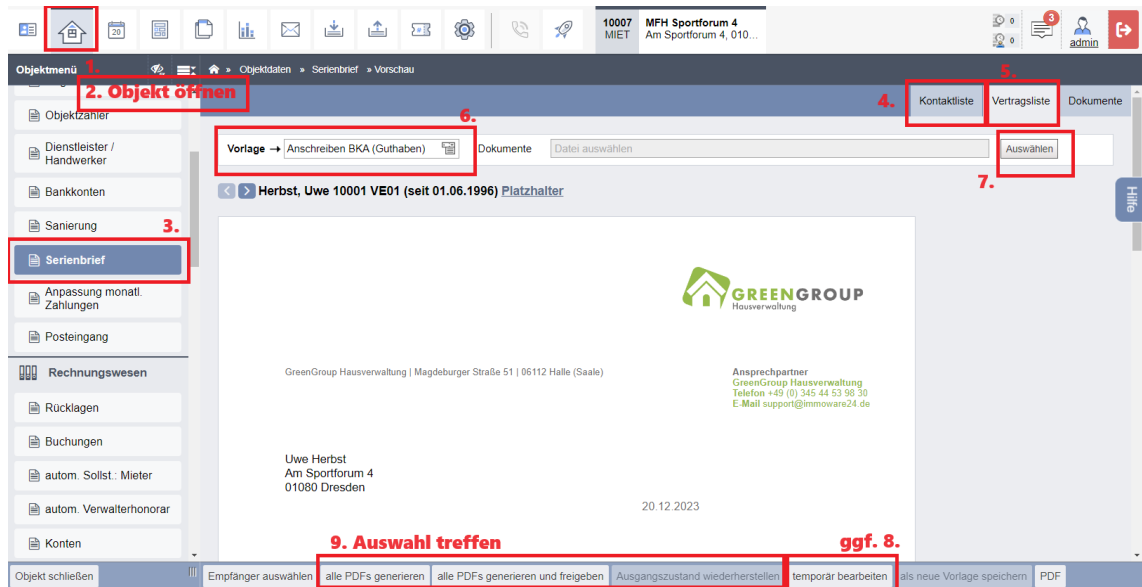 20
10007
MIET
MFH Sportforum 4
Am Sportforum 4, 010...
0
0
3
admin
Objektmenü
1.
» Objektdaten » Serienbrief » Vorschau
2. Objekt öffnen
4.
5.
Kontaktliste
Vertragsliste
Dokumente
Objektzähler
Dienstleister /
Handwerker
Bankkonten
Sanierung
3.
Serienbrief
Anpassung monatl.
Zahlungen
Posteingang
Rechnungswesen
Rücklagen
Buchungen
autom. Sollst.: Mieter
autom. Verwalterhonorar
Konten
6.
Vorlage → Anschreiben BKA (Guthaben) Dokumente Datei auswählen Auswählen
7.
Hilfe
Herbst, Uwe 10001 VE01 (seit 01.06.1996) Platzhalter
GREENGROUP
Hausverwaltung
GreenGroup Hausverwaltung | Magdeburger Straße 51 | 06112 Halle (Saale)
Ansprechpartner
GreenGroup Hausverwaltung
Telefon +49 (0) 345 44 53 98 30
E-Mail support@immoware24.de
Uwe Herbst
Am Sportforum 4
01080 Dresden
20.12.2023
9. Auswahl treffen
ggf. 8.
Objekt schließen
Empfänger auswählen
alle PDFs generieren
alle PDFs generieren und freigeben
Ausgangszustand wiederherstellen
temporär bearbeiten
als neue Vorlage speichern
PDF